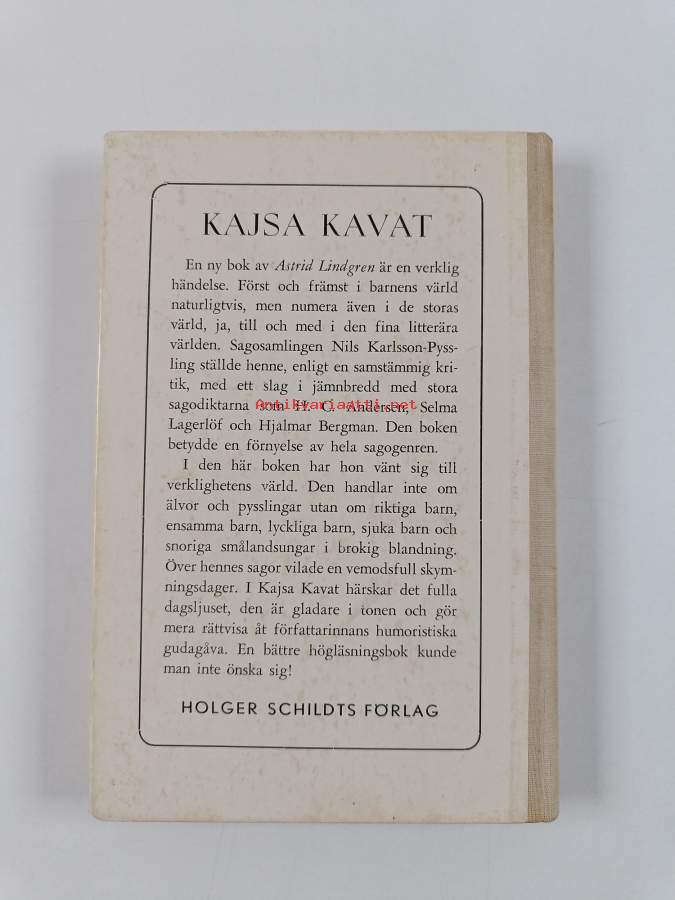 KAJSA KAVAT
En ny bok av Astrid Lindgren är en verklig
händelse. Först och främst i barnens värld
naturligtvis, men numera även i de storas
värld, ja, till och med i den fina litterära
världen. Sagosamlingen Nils Karlsson-Pyss-
ling ställde henne, enligt en samstämmig kri-
tik, med ett slag i jämnbredd med stora
sagodiktarna som H. C. Andersen, Selma
Antikvariaatti.net
Lagerlöf och Hjalmar Bergman. Den boken
betydde en förnyelse av hela sagogenren.
I den här boken har hon vänt sig till
verklighetens värld. Den handlar inte om
älvor och pysslingar utan om riktiga barn,
ensamma barn, lyckliga barn, sjuka barn och
snoriga smålandsungar i brokig blandning.
Över hennes sagor vilade en vemodsfull skym-
ningsdager. I Kajsa Kavat härskar det fulla
dagsljuset, den är gladare i tonen och gör
mera rättvisa åt författarinnans humoristiska
gudagåva. En bättre högläsningsbok kunde
man inte önska sig!
HOLGER SCHILDTS FÖRLAG